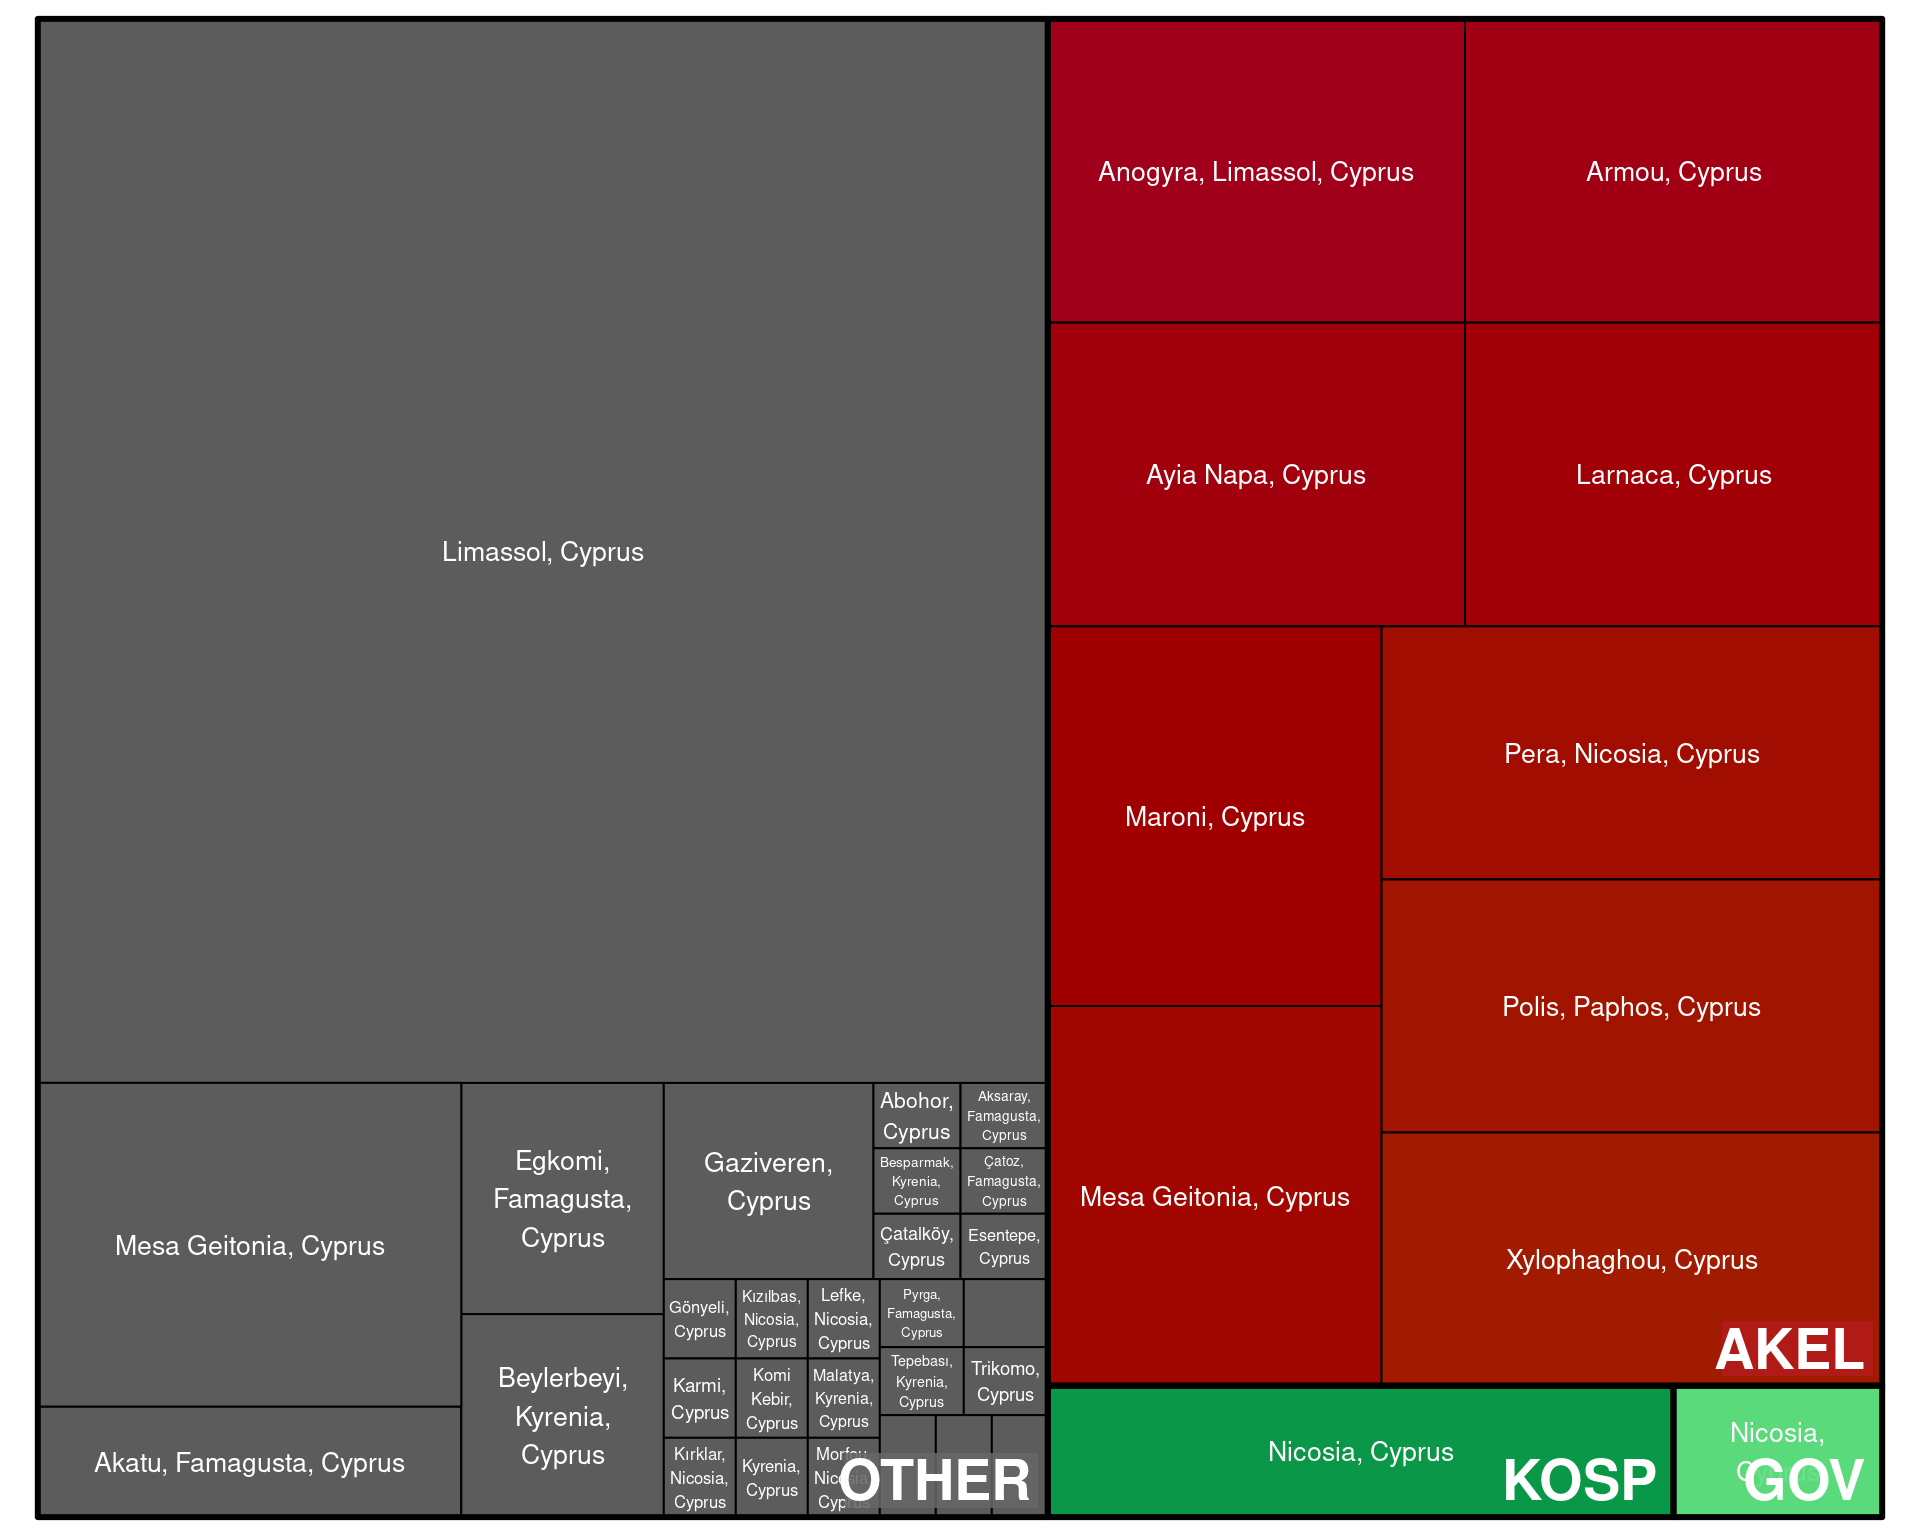 Limassol, Cyprus
Mesa Geitonia, Cyprus
Akatu, Famagusta, Cyprus
Egkomi,
Famagusta,
Cyprus
Beylerbeyi,
Kyrenia,
Cyprus
Gaziveren,
Cyprus
Abohor,
Cyprus
Aksaray,
Famagusta,
Cyprus
Besparmak,
Kyrenia,
Cyprus
Çatoz,
Famagusta,
Cyprus
Çatalköy,
Cyprus
Esentepe,
Cyprus
Gönyeli,
Cyprus
Kızılbas,
Nicosia,
Cyprus
Lefke,
Nicosia,
Cyprus
Karmi,
Cyprus
Komi
Kebir,
Cyprus
Malatya,
Kyrenia,
Cyprus
Kırklar,
Nicosia,
Cyprus
Kyrenia,
Cyprus
Morfou,
Nicosia,
Cyprus
Pyrga,
Famagusta,
Cyprus
Tepebası,
Kyrenia,
Cyprus
Trikomo,
Cyprus
OTHER
Anogyra, Limassol, Cyprus
Armou, Cyprus
Ayia Napa, Cyprus
Larnaca, Cyprus
Maroni, Cyprus
Pera, Nicosia, Cyprus
Polis, Paphos, Cyprus
Mesa Geitonia, Cyprus
Xylophaghou, Cyprus
AKEL
Nicosia, Cyprus
KOSP
Nicosia,
Cyprus
GOV